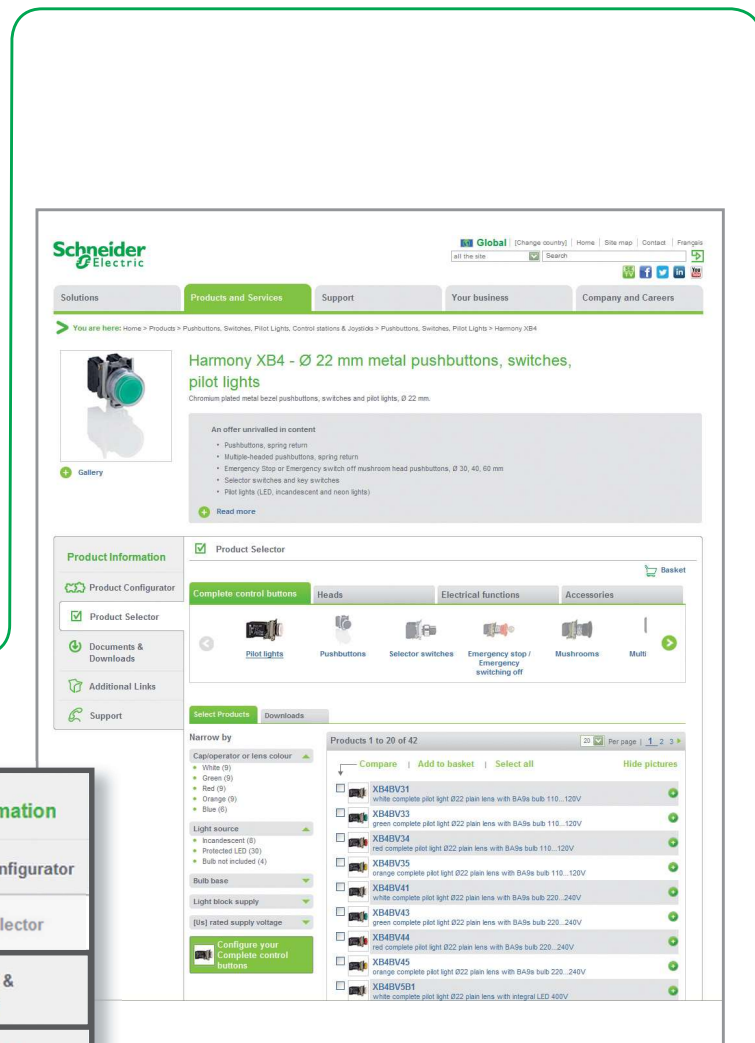 Schneider
Electric
Global | [Change country] | Home | Site map | Contact | Français
all the site Search
You
Solutions
Products and Services
Support
Your business
Company and Careers
You are here: Home > Products > Pushbuttons, Switches, Pilot Lights, Control stations & Joysticks > Pushbuttons, Switches, Pilot Lights > Harmony XB4
Harmony XB4 - Ø 22 mm metal pushbuttons, switches,
pilot lights
Chromium plated metal bezel pushbuttons, switches and pilot lights, Ø 22 mm.
An offer unrivalled in content
• Pushbuttons, spring return
• Multiple-headed pushbuttons, spring return
• Emergency Stop or Emergency switch off mushroom head pushbuttons, Ø 30, 40, 60 mm
• Selector switches and key switches
• Pilot lights (LED, incandescent and neon lights)
Read more
Gallery
Product Information
Product Configurator
Product Selector
Documents &
Downloads
Additional Links
Support
Product Selector
Basket
Complete control buttons
Heads
Electrical functions
Accessories
Pilot lights
Pushbuttons
Selector switches
Emergency stop /
Emergency
switching off
Mushrooms
Multi
Select Products
Downloads
Narrow by
Cap/operator or lens colour
• White (9)
• Green (9)
• Red (9)
• Orange (9)
• Blue (6)
Light source
• Incandescent (8)
• Protected LED (30)
• Bulb not included (4)
Bulb base
Light block supply
[Us] rated supply voltage
Configure your
Complete control
buttons
Products 1 to 20 of 42
20 Per page | 1 2 3
Compare | Add to basket | Select all
Hide pictures
XB4BV31
white complete pilot light Ø22 plain lens with BA9s bulb 110...120V
XB4BV33
green complete pilot light Ø22 plain lens with BA9s bulb 110...120V
XB4BV34
red complete pilot light Ø22 plain lens with BA9s bulb 110...120V
XB4BV35
orange complete pilot light Ø22 plain lens with BA9s bulb 110...120V
XB4BV41
white complete pilot light Ø22 plain lens with BA9s bulb 220...240V
XB4BV43
green complete pilot light Ø22 plain lens with BA9s bulb 220...240V
XB4BV44
red complete pilot light Ø22 plain lens with BA9s bulb 220...240V
XB4BV45
orange complete pilot light Ø22 plain lens with BA9s bulb 220...240V
XB4BV5B1
white complete pilot light Ø22 plain lens with integral LED 400V
mation
nfigurator
lector
&